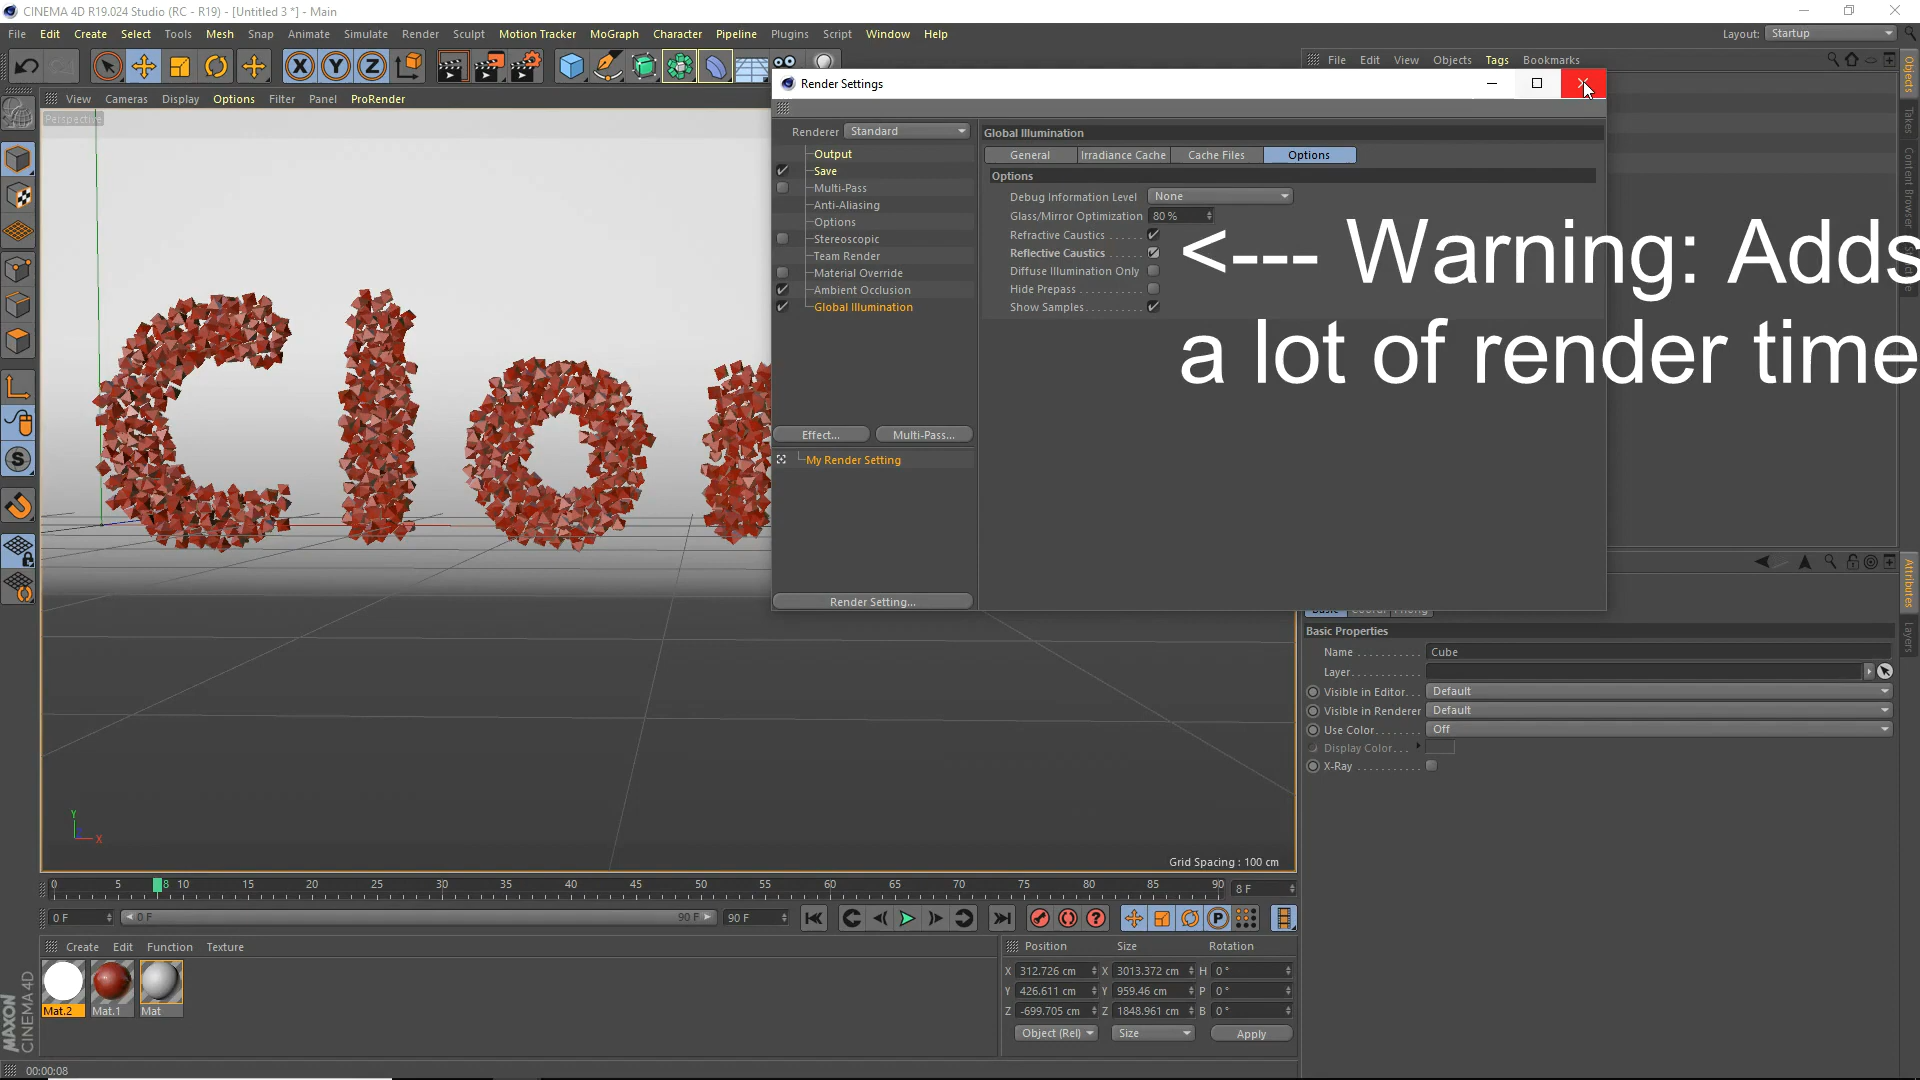 CINEMA 4D R19.024 Studio (RC - R19) - [Untitled 3 *] - Main
File Edit Create Select Tools Mesh Snap Animate Simulate Render Sculpt Motion Tracker MoGraph Character Pipeline Plugins Script Window Help
Layout: Startup
File Edit View Objects Tags Bookmarks
View Cameras Display Options Filter Panel ProRender
Perspective
Render Settings
Renderer Standard
Output
Save
Multi-Pass
Anti-Aliasing
Options
Stereoscopic
Team Render
Material Override
Ambient Occlusion
Global Illumination
Effect... Multi-Pass...
My Render Setting
Render Setting...
Global Illumination
General Irradiance Cache Cache Files Options
Options
Debug Information Level None
Glass/Mirror Optimization 80 %
Refractive Caustics
Reflective Caustics
Diffuse Illumination Only
Hide Prepass
Show Samples
<--- Warning: Adds
a lot of render time
Objects
Takes
Content Browser
Attributes
Layers
Basic Properties
Name Cube
Layer
Visible in Editor Default
Visible in Renderer Default
Use Color Off
Display Color
X-Ray
Y
X
Grid Spacing : 100 cm
0 5 8 10 15 20 25 30 35 40 45 50 55 60 65 70 75 80 85 90 8 F
0 F 0 F 90 F 90 F
Create Edit Function Texture
Mat.2 Mat.1 Mat
Position Size Rotation
X 312.726 cm X 3013.372 cm H 0 °
Y 426.611 cm Y 959.46 cm P 0 °
Z -699.705 cm Z 1848.961 cm B 0 °
Object (Rel) Size Apply
MAXON
CINEMA 4D
00:00:08